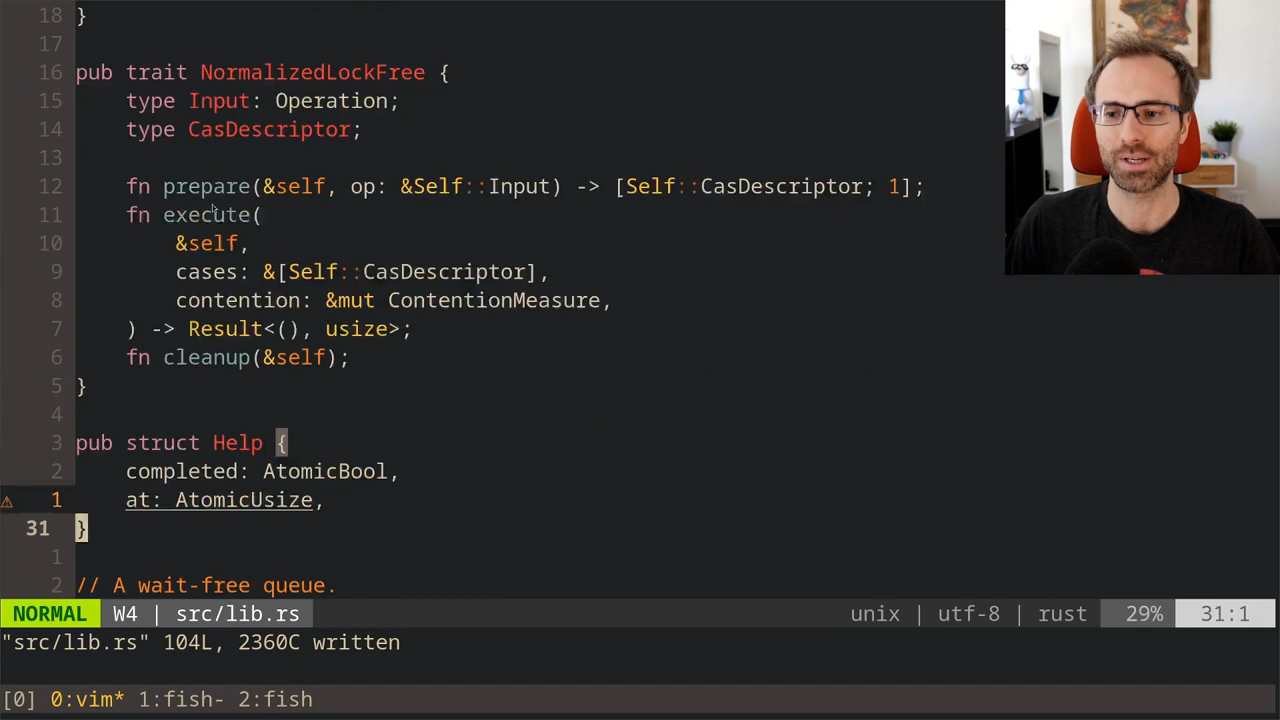 18 }
17
16 pub trait NormalizedLockFree {
15     type Input: Operation;
14     type CasDescriptor;
13
12     fn prepare(&self, op: &Self::Input) -> [Self::CasDescriptor; 1];
11     fn execute(
10         &self,
9         cases: &[Self::CasDescriptor],
8         contention: &mut ContentionMeasure,
7     ) -> Result<(), usize>;
6     fn cleanup(&self);
5 }
4
3 pub struct Help {
2     completed: AtomicBool,
⚠ 1     at: AtomicUsize,
31 }
1
2 // A wait-free queue.
NORMAL W4 | src/lib.rs unix | utf-8 | rust 29% 31:1
"src/lib.rs" 104L, 2360C written
[0] 0:vim* 1:fish- 2:fish